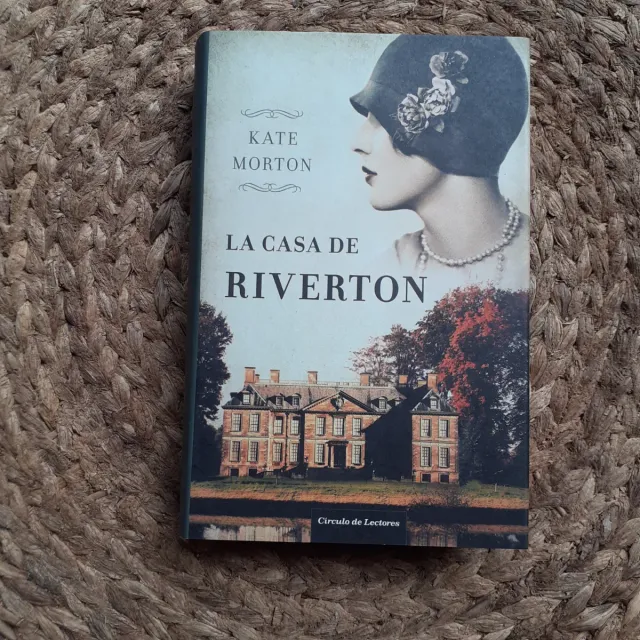 KATE
MORTON
LA CASA DE
RIVERTON
Círculo de Lectores